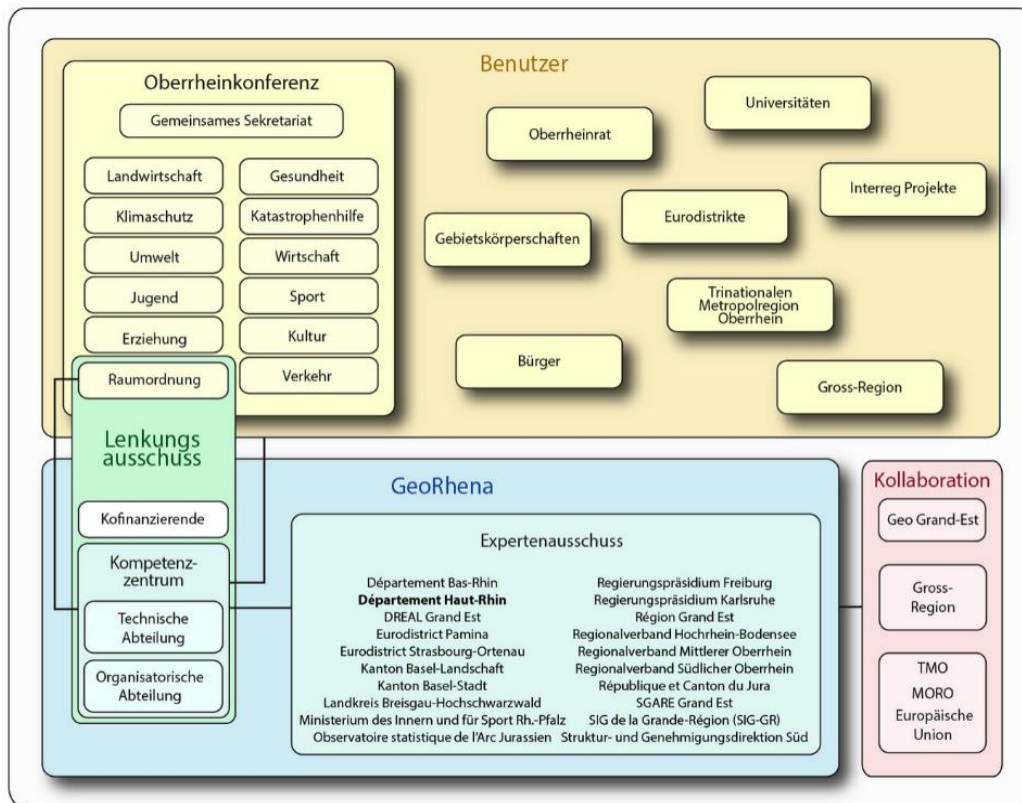 Benutzer
Oberrheinkonferenz
Gemeinsames Sekretariat
Landwirtschaft
Gesundheit
Klimaschutz
Katastrophenhilfe
Umwelt
Wirtschaft
Jugend
Sport
Erziehung
Kultur
Raumordnung
Verkehr
Universitäten
Oberrheinrat
Interreg Projekte
Eurodistrikte
Gebietskörperschaften
Trinationalen
Metropolregion
Oberrhein
Bürger
Gross-Region
Lenkungs
ausschuss
Kofinanzierende
Kompetenz-
zentrum
Technische
Abteilung
Organisatorische
Abteilung
GeoRhena
Expertenausschuss
Département Bas-Rhin
Département Haut-Rhin
DREAL Grand Est
Eurodistrict Pamina
Eurodistrict Strasbourg-Ortenau
Kanton Basel-Landschaft
Kanton Basel-Stadt
Landkreis Breisgau-Hochschwarzwald
Ministerium des Innern und für Sport Rh.-Pfalz
Observatoire statistique de l'Arc Jurassien
Regierungspräsidium Freiburg
Regierungspräsidium Karlsruhe
Région Grand Est
Regionalverband Hochrhein-Bodensee
Regionalverband Mittlerer Oberrhein
Regionalverband Südlicher Oberrhein
République et Canton du Jura
SGARE Grand Est
SIG de la Grande-Région (SIG-GR)
Struktur- und Genehmigungsdirektion Süd
Kollaboration
Geo Grand-Est
Gross-
Region
TMO
MORO
Europäische
Union